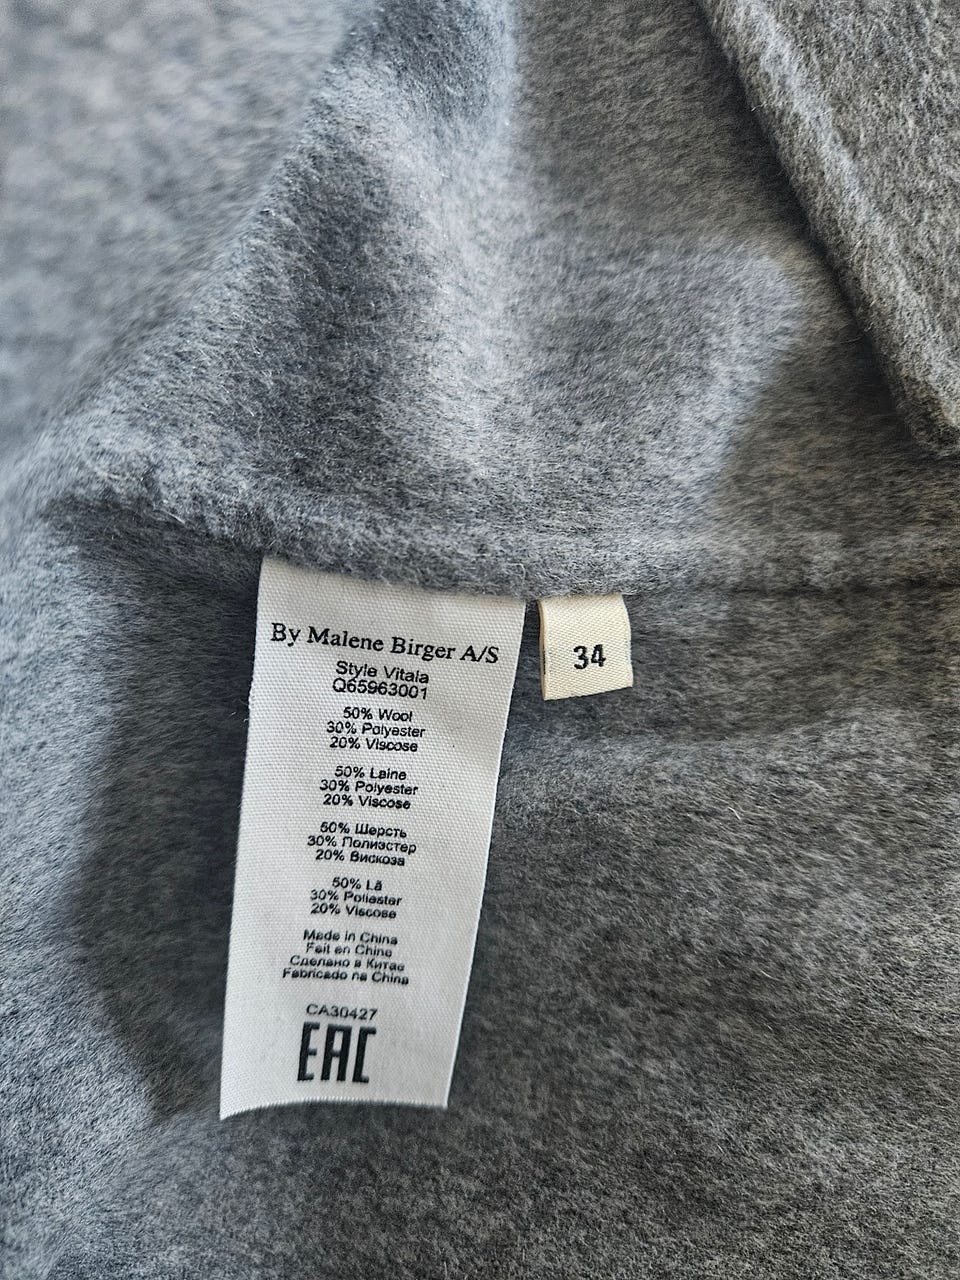 By Malene Birger A/S
Style Vitala
Q65963001
50% Wool
30% Polyester
20% Viscose
50% Laine
30% Polyester
20% Viscose
50% Шерсть
30% Полиэстер
20% Вискоза
50% Lã
30% Poliester
20% Viscose
Made in China
Fait en Chine
Сделано в Китае
Fabricado na China
CA30427
EAC
34